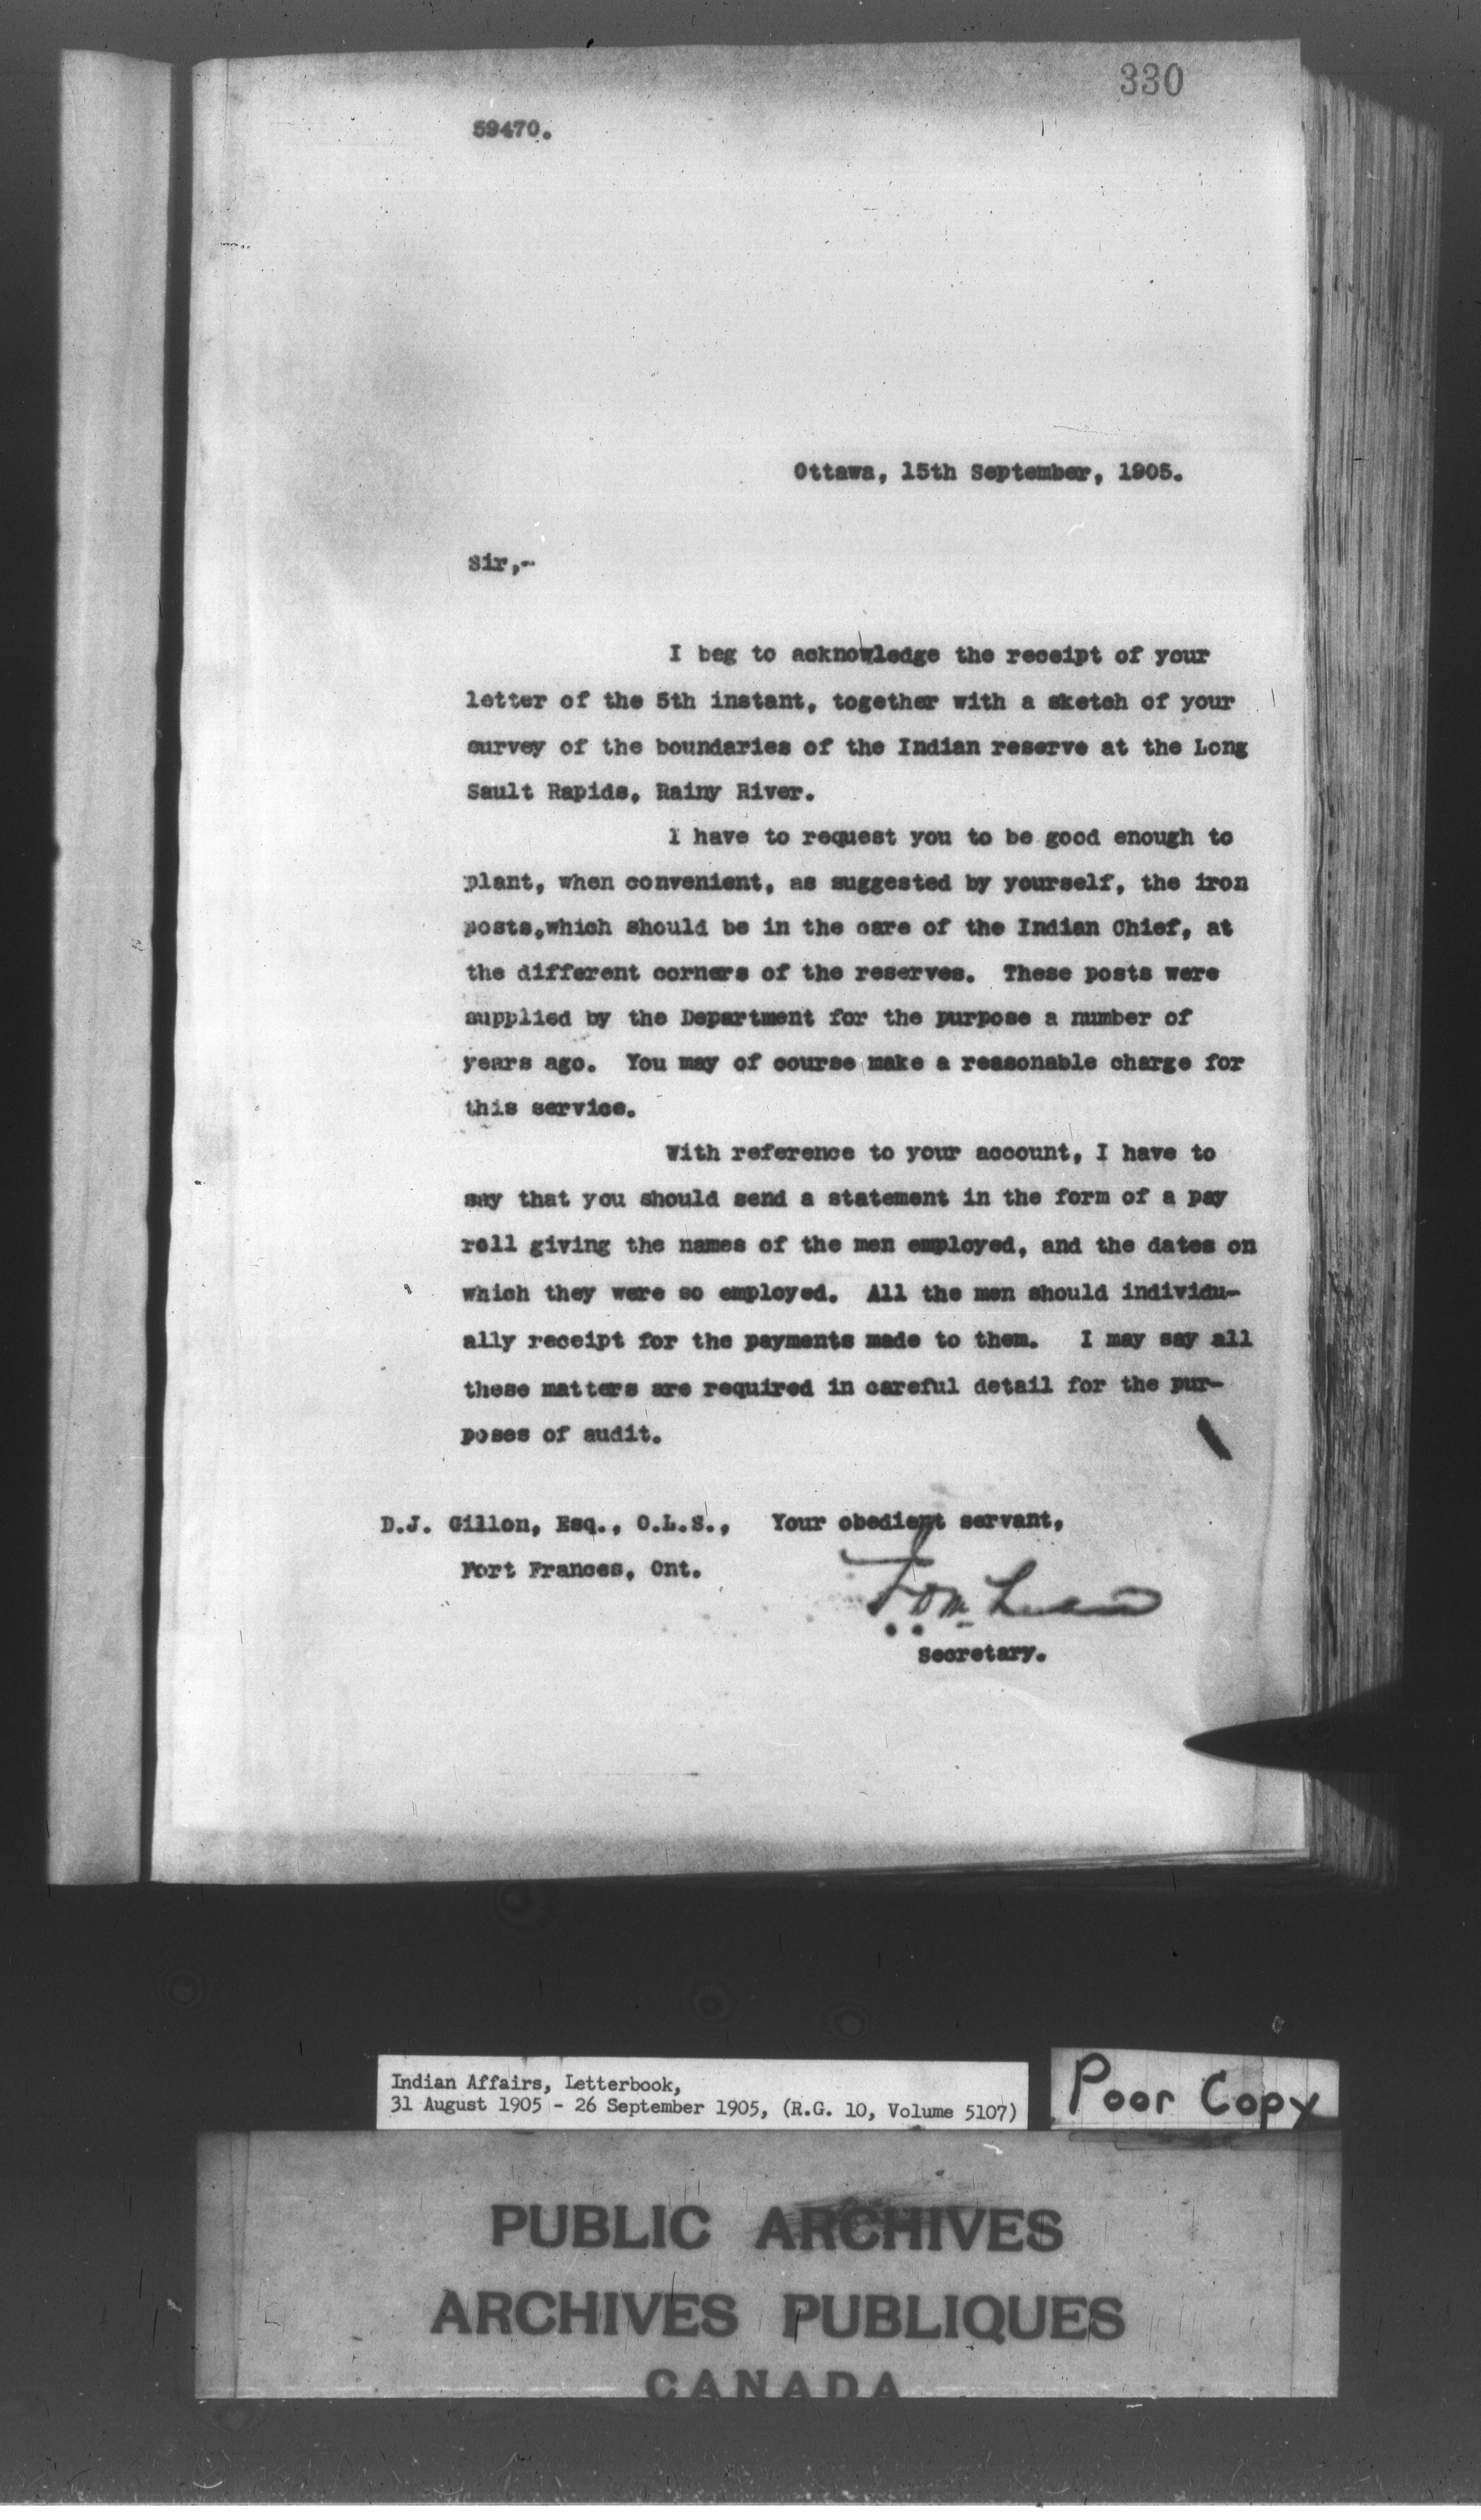 330
59470.
Ottawa, 15th September, 1905.
Sir,-
I beg to acknowledge the receipt of your
letter of the 5th instant, together with a sketch of your
survey of the boundaries of the Indian reserve at the Long
Sault Rapids, Rainy River.
I have to request you to be good enough to
plant, when convenient, as suggested by yourself, the iron
posts, which should be in the care of the Indian Chief, at
the different corners of the reserves. These posts were
supplied by the Department for the purpose a number of
years ago. You may of course make a reasonable charge for
this service.
With reference to your account, I have to
say that you should send a statement in the form of a pay
roll giving the names of the men employed, and the dates on
which they were so employed. All the men should individu-
ally receipt for the payments made to them. I may say all
these matters are required in careful detail for the pur-
poses of audit.
D.J. Gillon, Esq., O.L.S., Your obedient servant,
Fort Frances, Ont.
Secretary.
Indian Affairs, Letterbook,
31 August 1905 - 26 September 1905, (R.G. 10, Volume 5107)
Poor Copy
PUBLIC ARCHIVES
ARCHIVES PUBLIQUES
CANADA